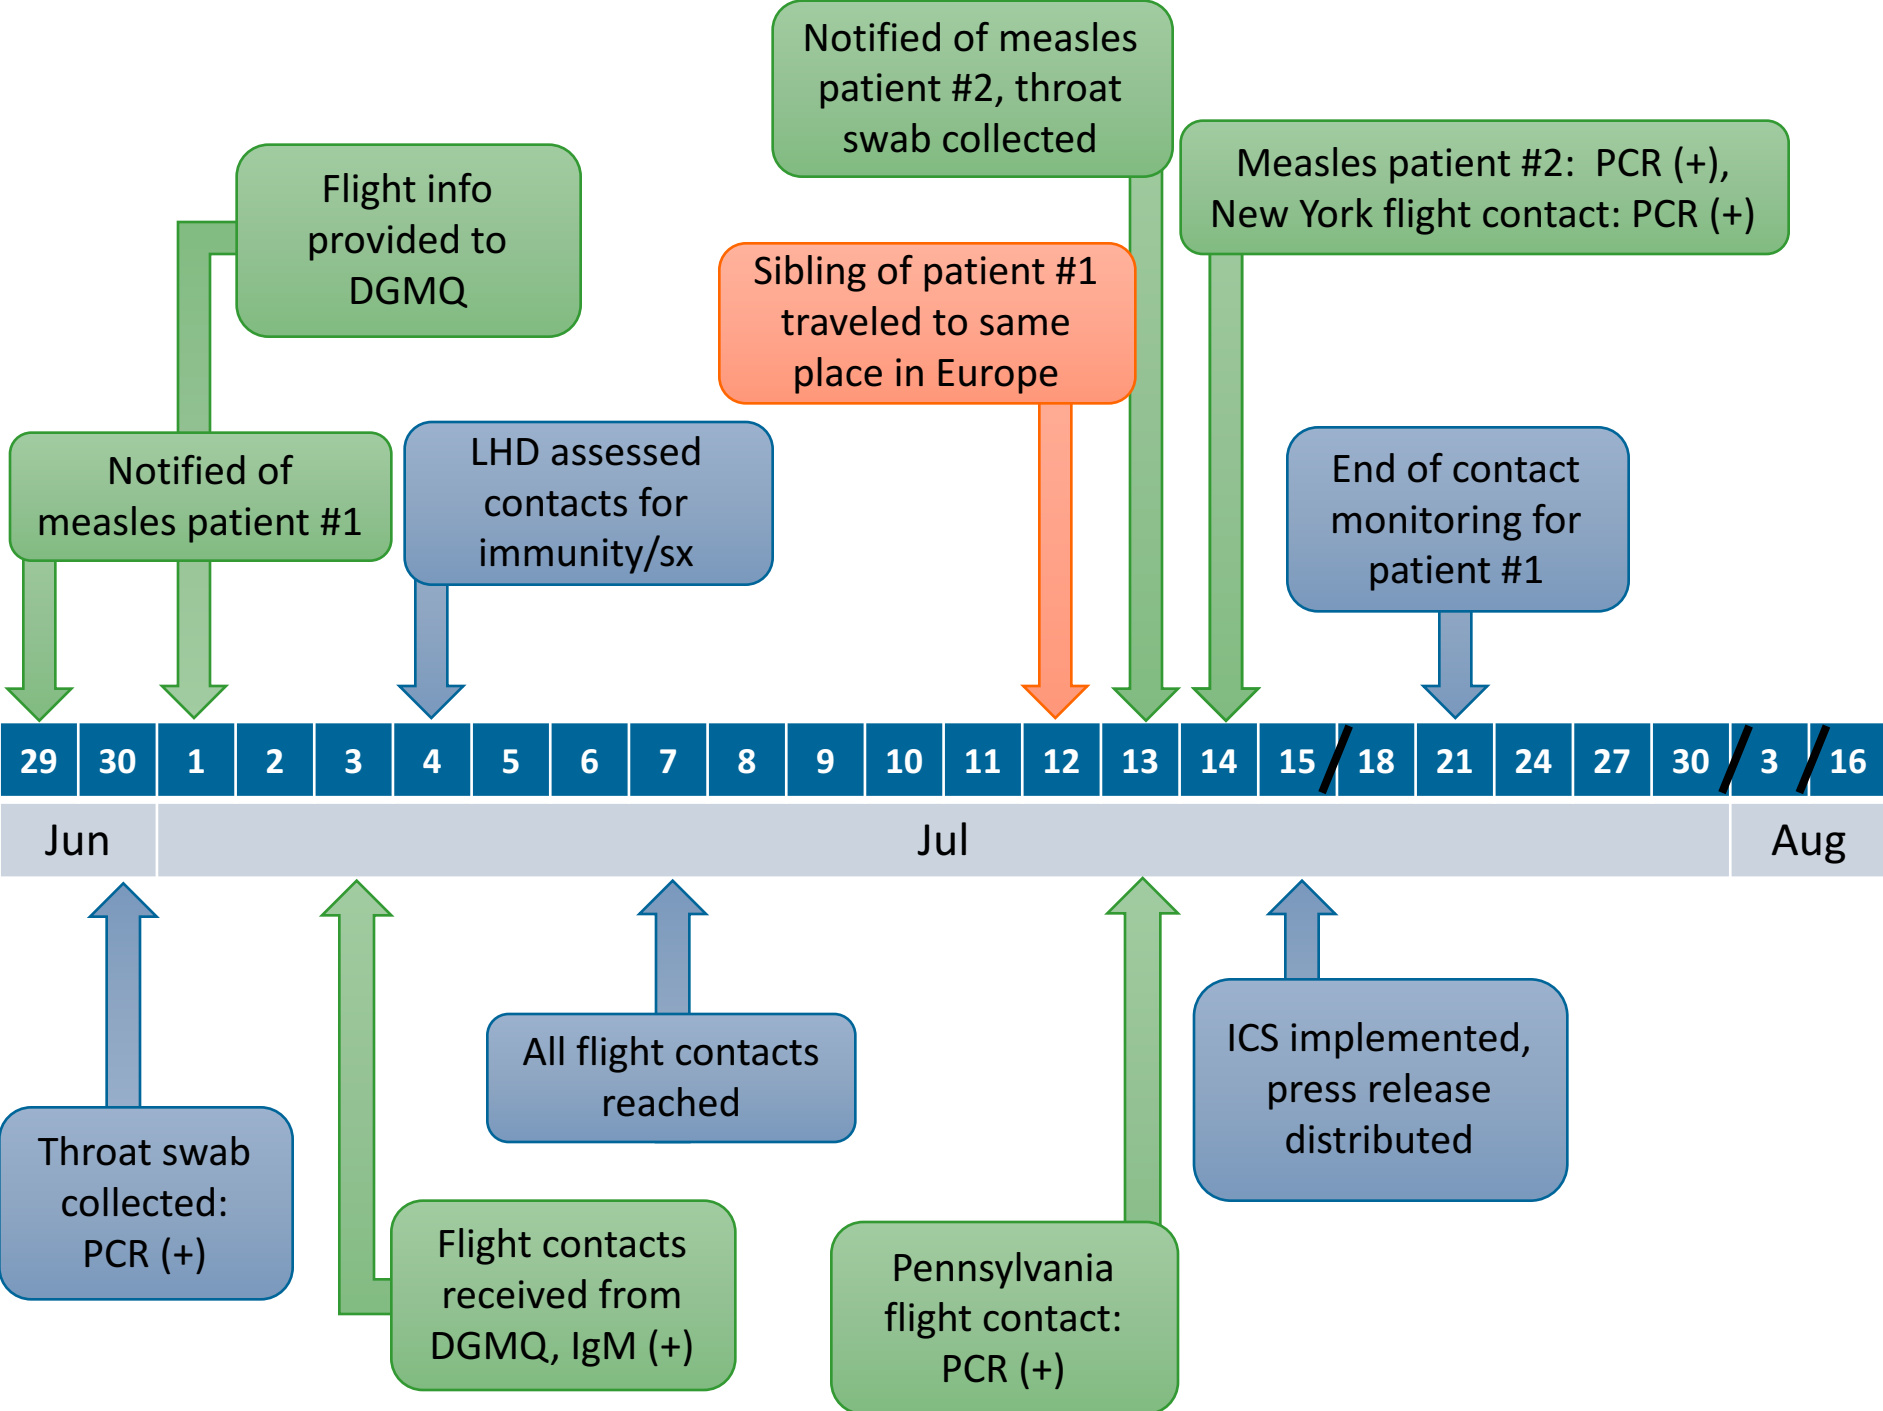 Notified of measles
patient #2, throat
swab collected
Measles patient #2:  PCR (+),
New York flight contact: PCR (+)
Flight info
provided to
DGMQ
Sibling of patient #1
traveled to same
place in Europe
Notified of
measles patient #1
LHD assessed
contacts for
immunity/sx
End of contact
monitoring for
patient #1
29 30 1 2 3 4 5 6 7 8 9 10 11 12 13 14 15 18 21 24 27 30 3 16
Jun Jul Aug
Throat swab
collected:
PCR (+)
Flight contacts
received from
DGMQ, IgM (+)
All flight contacts
reached
Pennsylvania
flight contact:
PCR (+)
ICS implemented,
press release
distributed